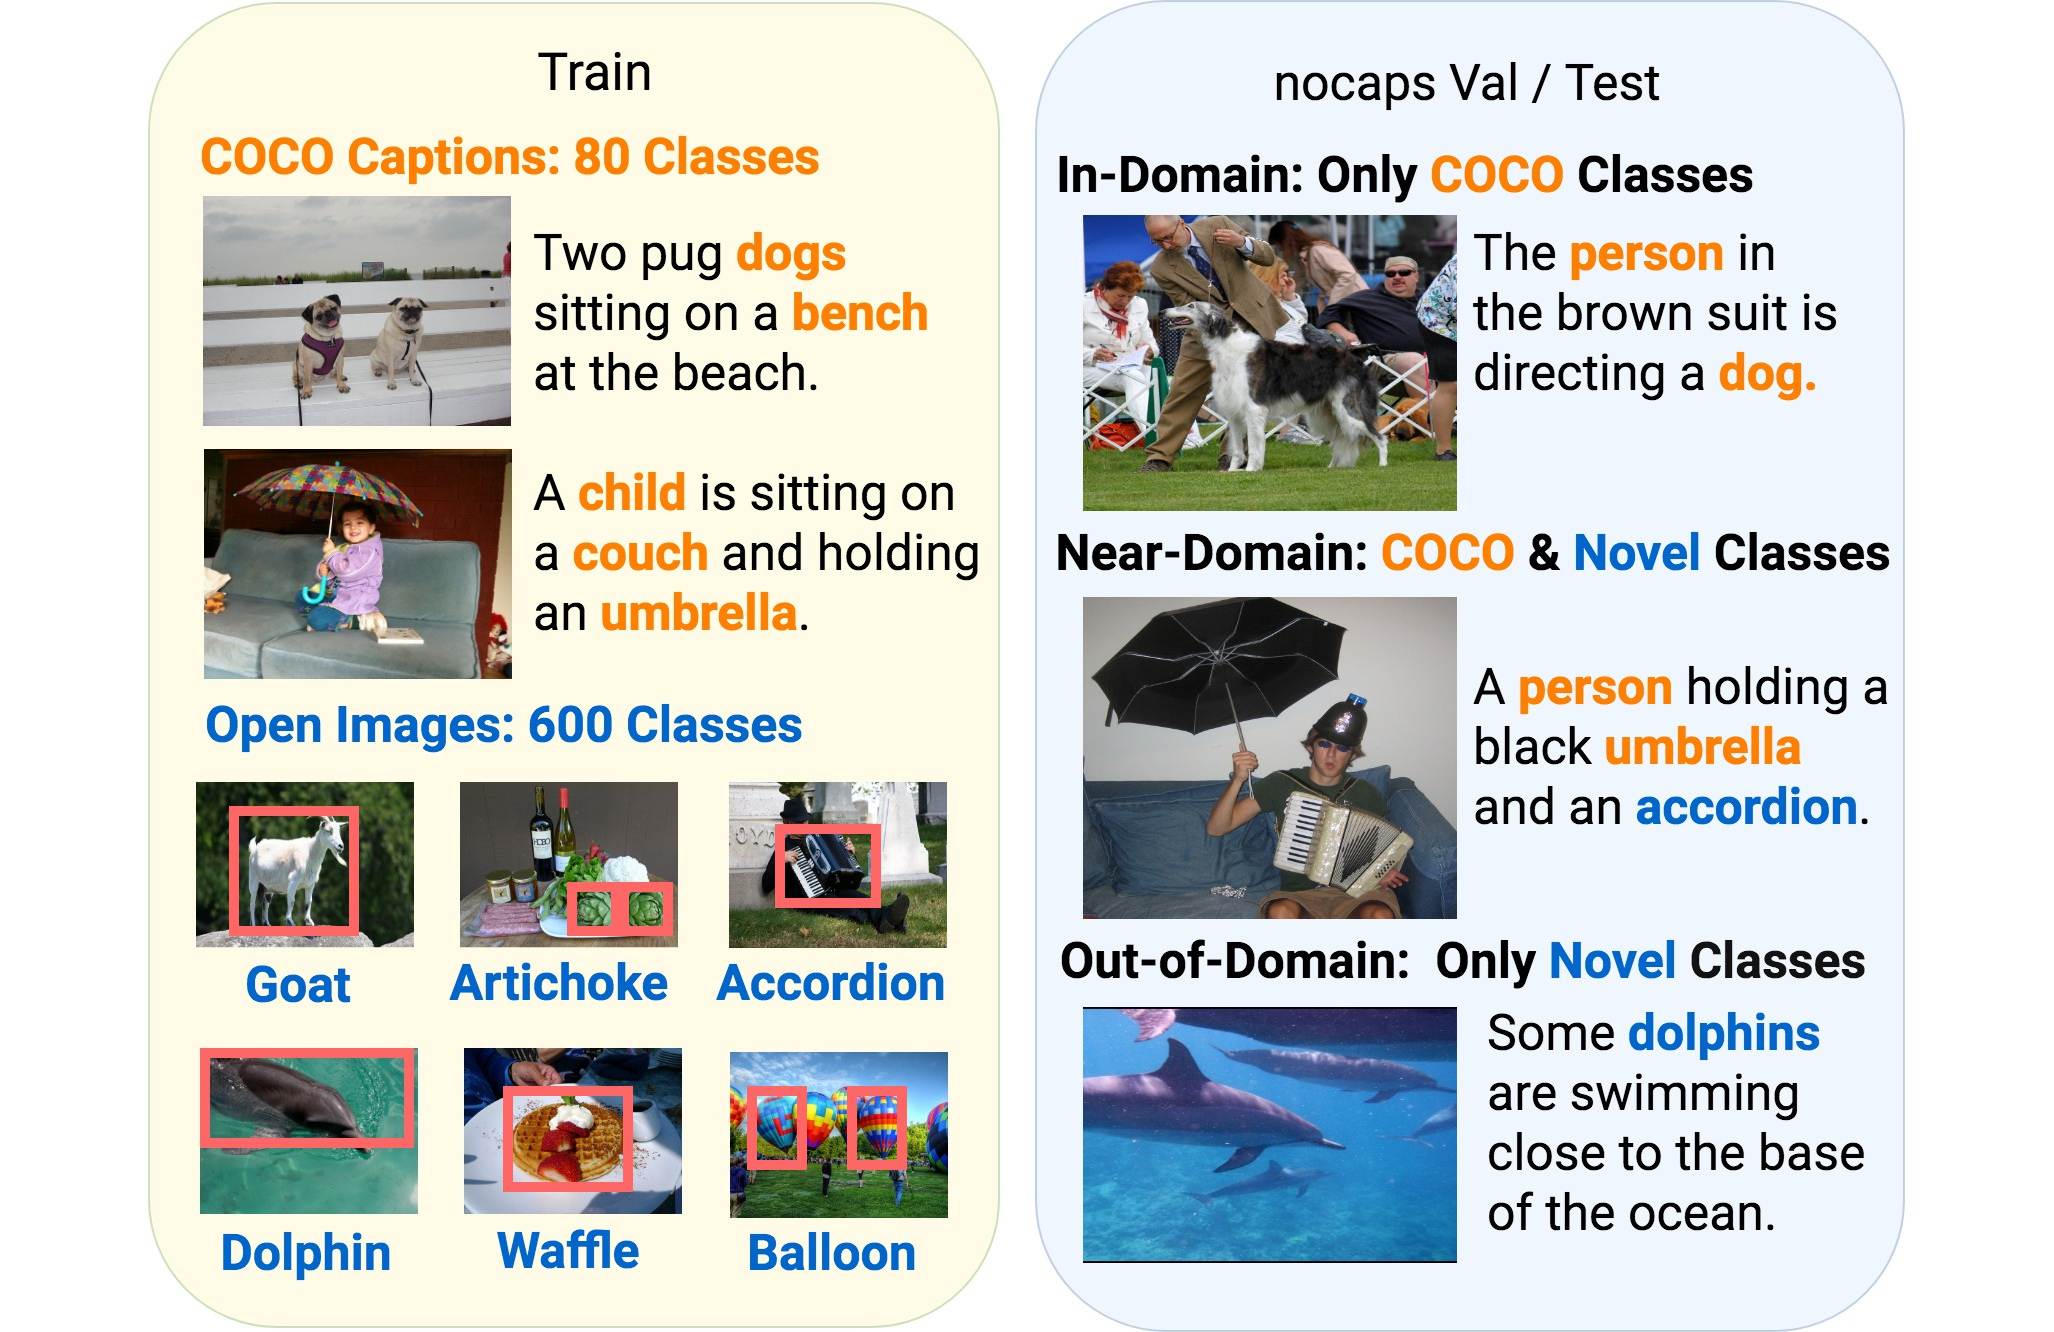 Train
COCO Captions: 80 Classes
Two pug dogs
sitting on a bench
at the beach.
A child is sitting on
a couch and holding
an umbrella.
Open Images: 600 Classes
Goat
Artichoke
Accordion
Dolphin
Waffle
Balloon
nocaps Val / Test
In-Domain: Only COCO Classes
The person in
the brown suit is
directing a dog.
Near-Domain: COCO & Novel Classes
A person holding a
black umbrella
and an accordion.
Out-of-Domain: Only Novel Classes
Some dolphins
are swimming
close to the base
of the ocean.